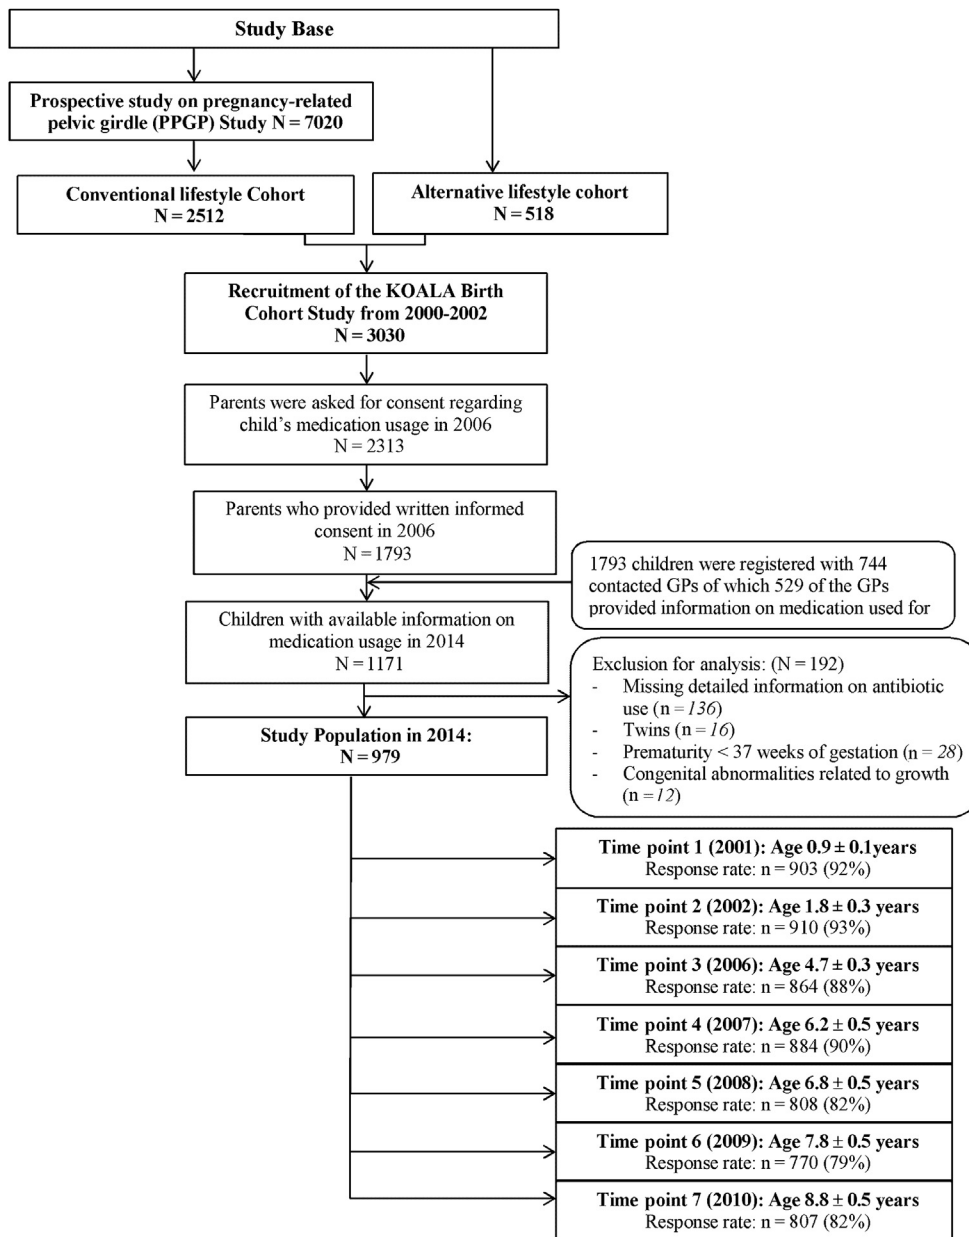 Study Base
Prospective study on pregnancy-related
pelvic girdle (PPGP) Study N = 7020
Conventional lifestyle Cohort
N = 2512
Alternative lifestyle cohort
N = 518
Recruitment of the KOALA Birth
Cohort Study from 2000-2002
N = 3030
Parents were asked for consent regarding
child's medication usage in 2006
N = 2313
Parents who provided written informed
consent in 2006
N = 1793
1793 children were registered with 744
contacted GPs of which 529 of the GPs
provided information on medication used for
Children with available information on
medication usage in 2014
N = 1171
Exclusion for analysis: (N = 192)
- Missing detailed information on antibiotic
use (n = 136)
- Twins (n = 16)
- Prematurity < 37 weeks of gestation (n = 28)
- Congenital abnormalities related to growth
(n = 12)
Study Population in 2014:
N = 979
Time point 1 (2001): Age 0.9 ± 0.1years
Response rate: n = 903 (92%)
Time point 2 (2002): Age 1.8 ± 0.3 years
Response rate: n = 910 (93%)
Time point 3 (2006): Age 4.7 ± 0.3 years
Response rate: n = 864 (88%)
Time point 4 (2007): Age 6.2 ± 0.5 years
Response rate: n = 884 (90%)
Time point 5 (2008): Age 6.8 ± 0.5 years
Response rate: n = 808 (82%)
Time point 6 (2009): Age 7.8 ± 0.5 years
Response rate: n = 770 (79%)
Time point 7 (2010): Age 8.8 ± 0.5 years
Response rate: n = 807 (82%)